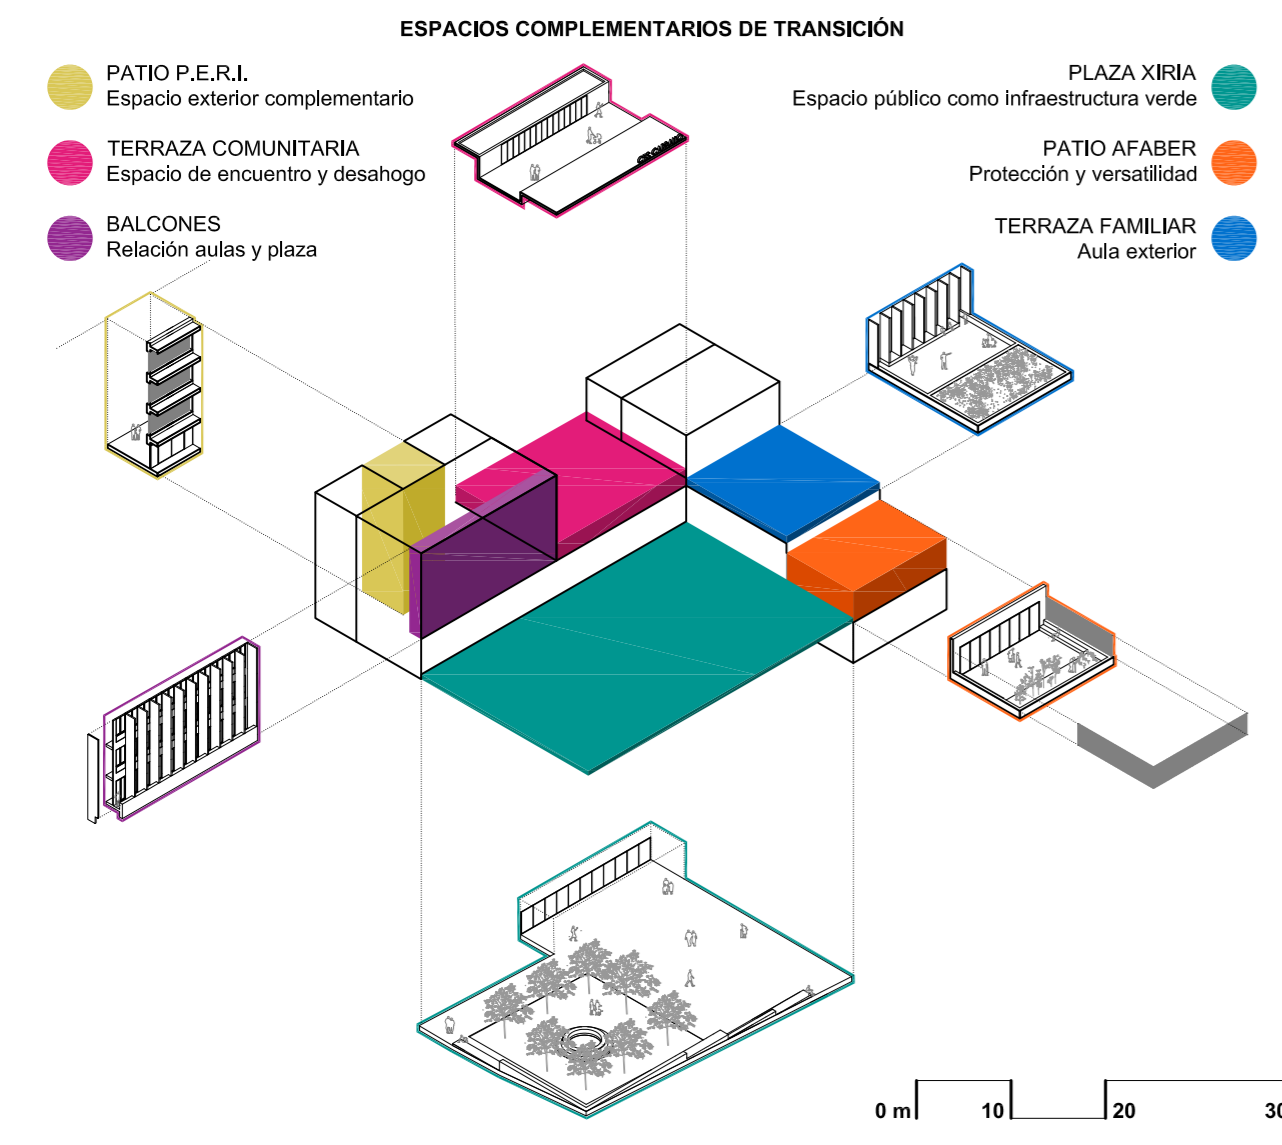 ESPACIOS COMPLEMENTARIOS DE TRANSICIÓN
PATIO P.E.R.I.
Espacio exterior complementario
TERRAZA COMUNITARIA
Espacio de encuentro y desahogo
BALCONES
Relación aulas y plaza
PLAZA XIRIA
Espacio público como infraestructura verde
PATIO AFABER
Protección y versatilidad
TERRAZA FAMILIAR
Aula exterior
0 m 10 20 30